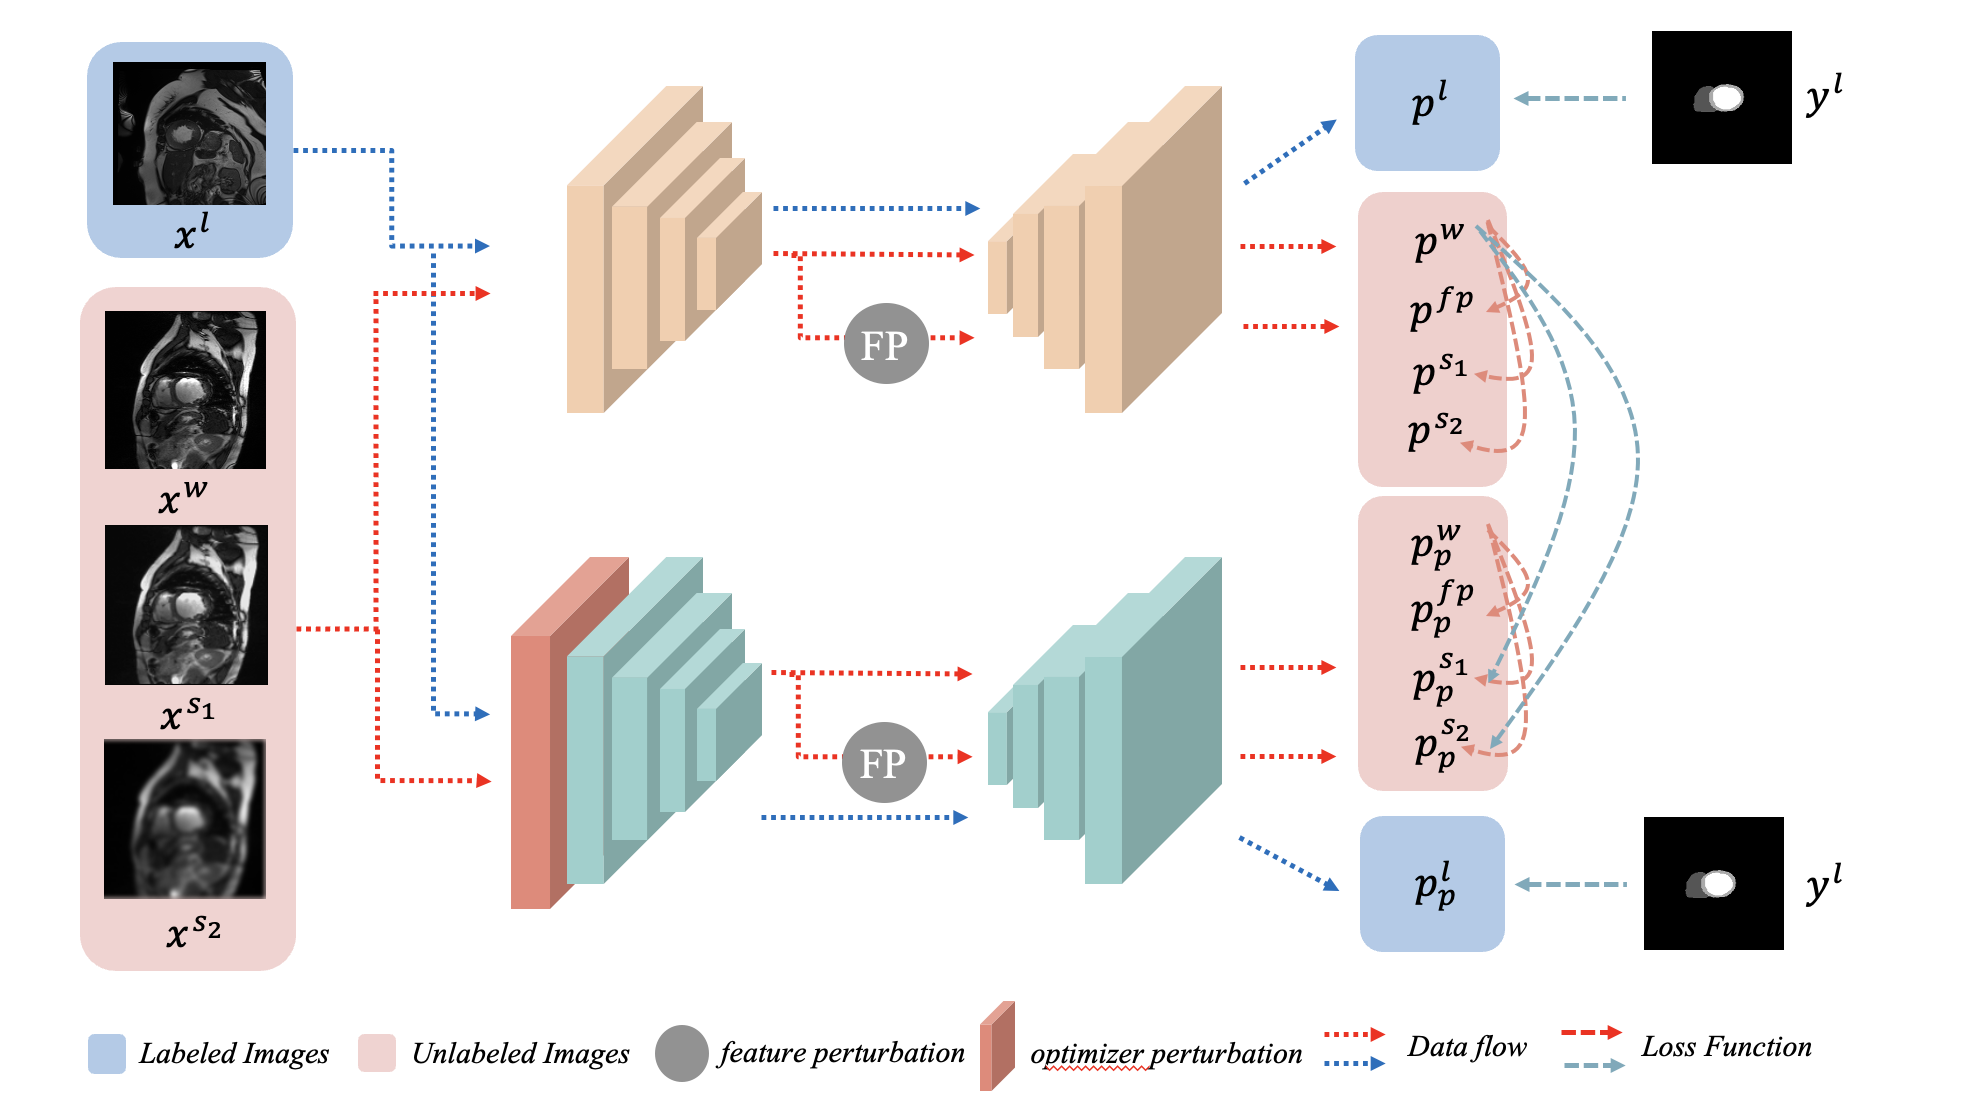 x^l
x^w
x^{s_1}
x^{s_2}
FP
FP
p^l
y^l
p^w
p^{fp}
p^{s_1}
p^{s_2}
p_p^w
p_p^{fp}
p_p^{s_1}
p_p^{s_2}
p_p^l
y^l
Labeled Images
Unlabeled Images
feature perturbation
optimizer perturbation
Data flow
Loss Function